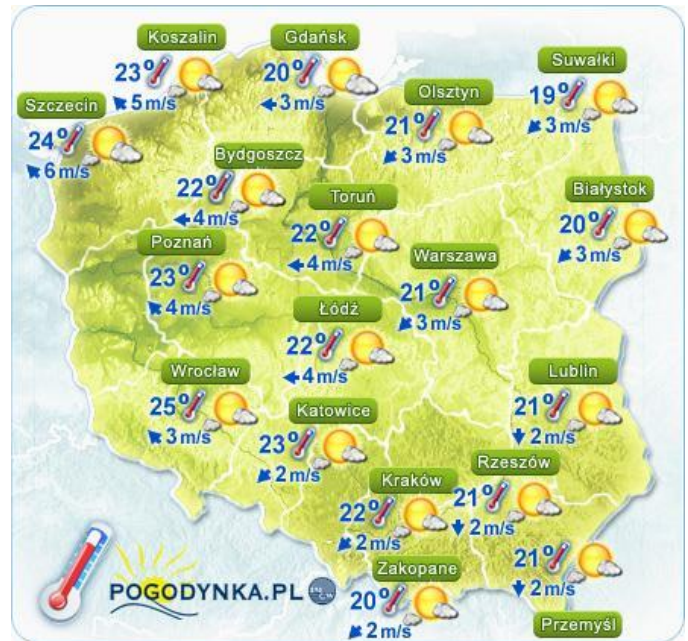 Koszalin
23°
5 m/s
Gdańsk
20°
3 m/s
Suwałki
19°
3 m/s
Szczecin
24°
6 m/s
Olsztyn
21°
3 m/s
Bydgoszcz
22°
4 m/s
Toruń
22°
4 m/s
Białystok
20°
3 m/s
Poznań
23°
4 m/s
Warszawa
21°
3 m/s
Łódź
22°
4 m/s
Wrocław
25°
3 m/s
Katowice
23°
2 m/s
Lublin
21°
2 m/s
Kraków
22°
2 m/s
Rzeszów
21°
2 m/s
Zakopane
20°
2 m/s
21°
2 m/s
Przemyśl
POGODYNKA.PL